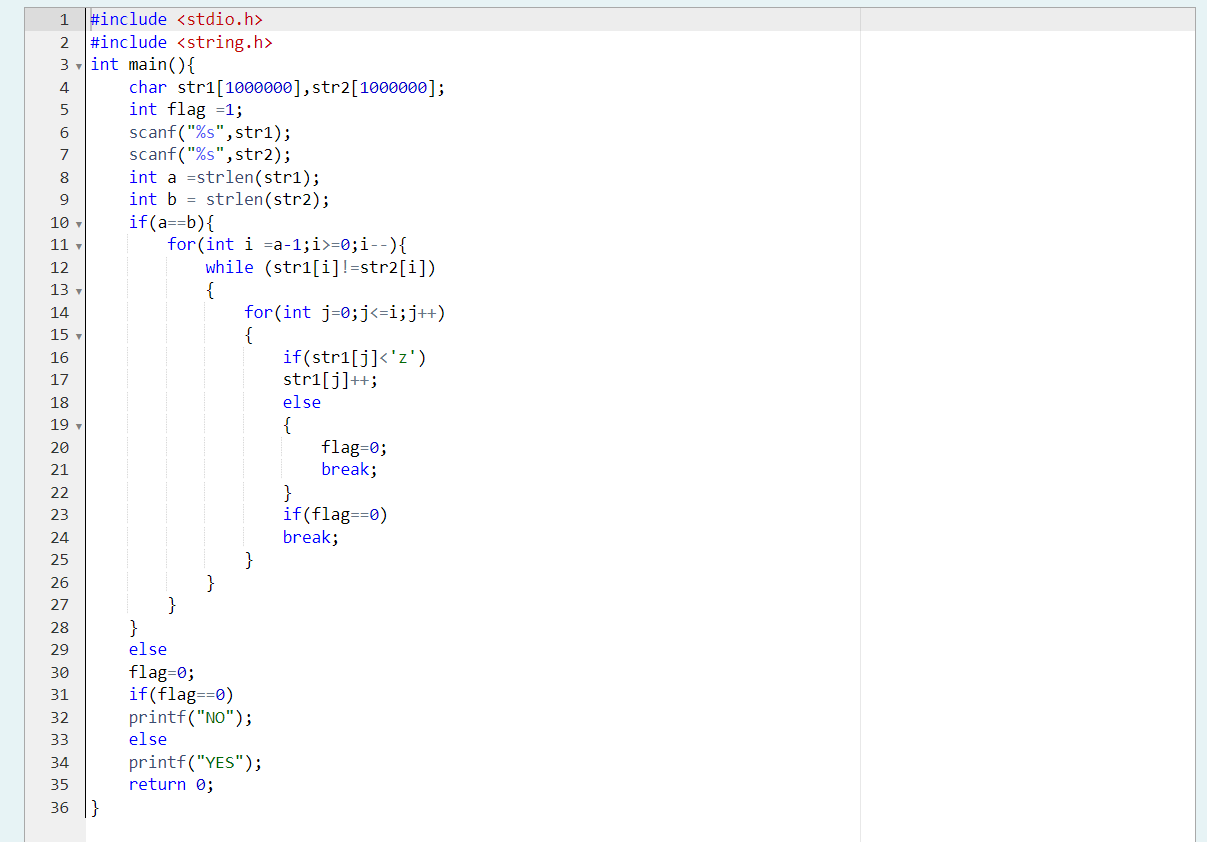 1 #include <stdio.h>
2 #include <string.h>
3 int main(){
4     char str1[1000000],str2[1000000];
5     int flag =1;
6     scanf("%s",str1);
7     scanf("%s",str2);
8     int a =strlen(str1);
9     int b = strlen(str2);
10     if(a==b){
11         for(int i =a-1;i>=0;i--){
12             while (str1[i]!=str2[i])
13             {
14                 for(int j=0;j<=i;j++)
15                 {
16                     if(str1[j]<'z')
17                     str1[j]++;
18                     else
19                     {
20                         flag=0;
21                         break;
22                     }
23                     if(flag==0)
24                     break;
25                 }
26             }
27         }
28     }
29     else
30     flag=0;
31     if(flag==0)
32     printf("NO");
33     else
34     printf("YES");
35     return 0;
36 }